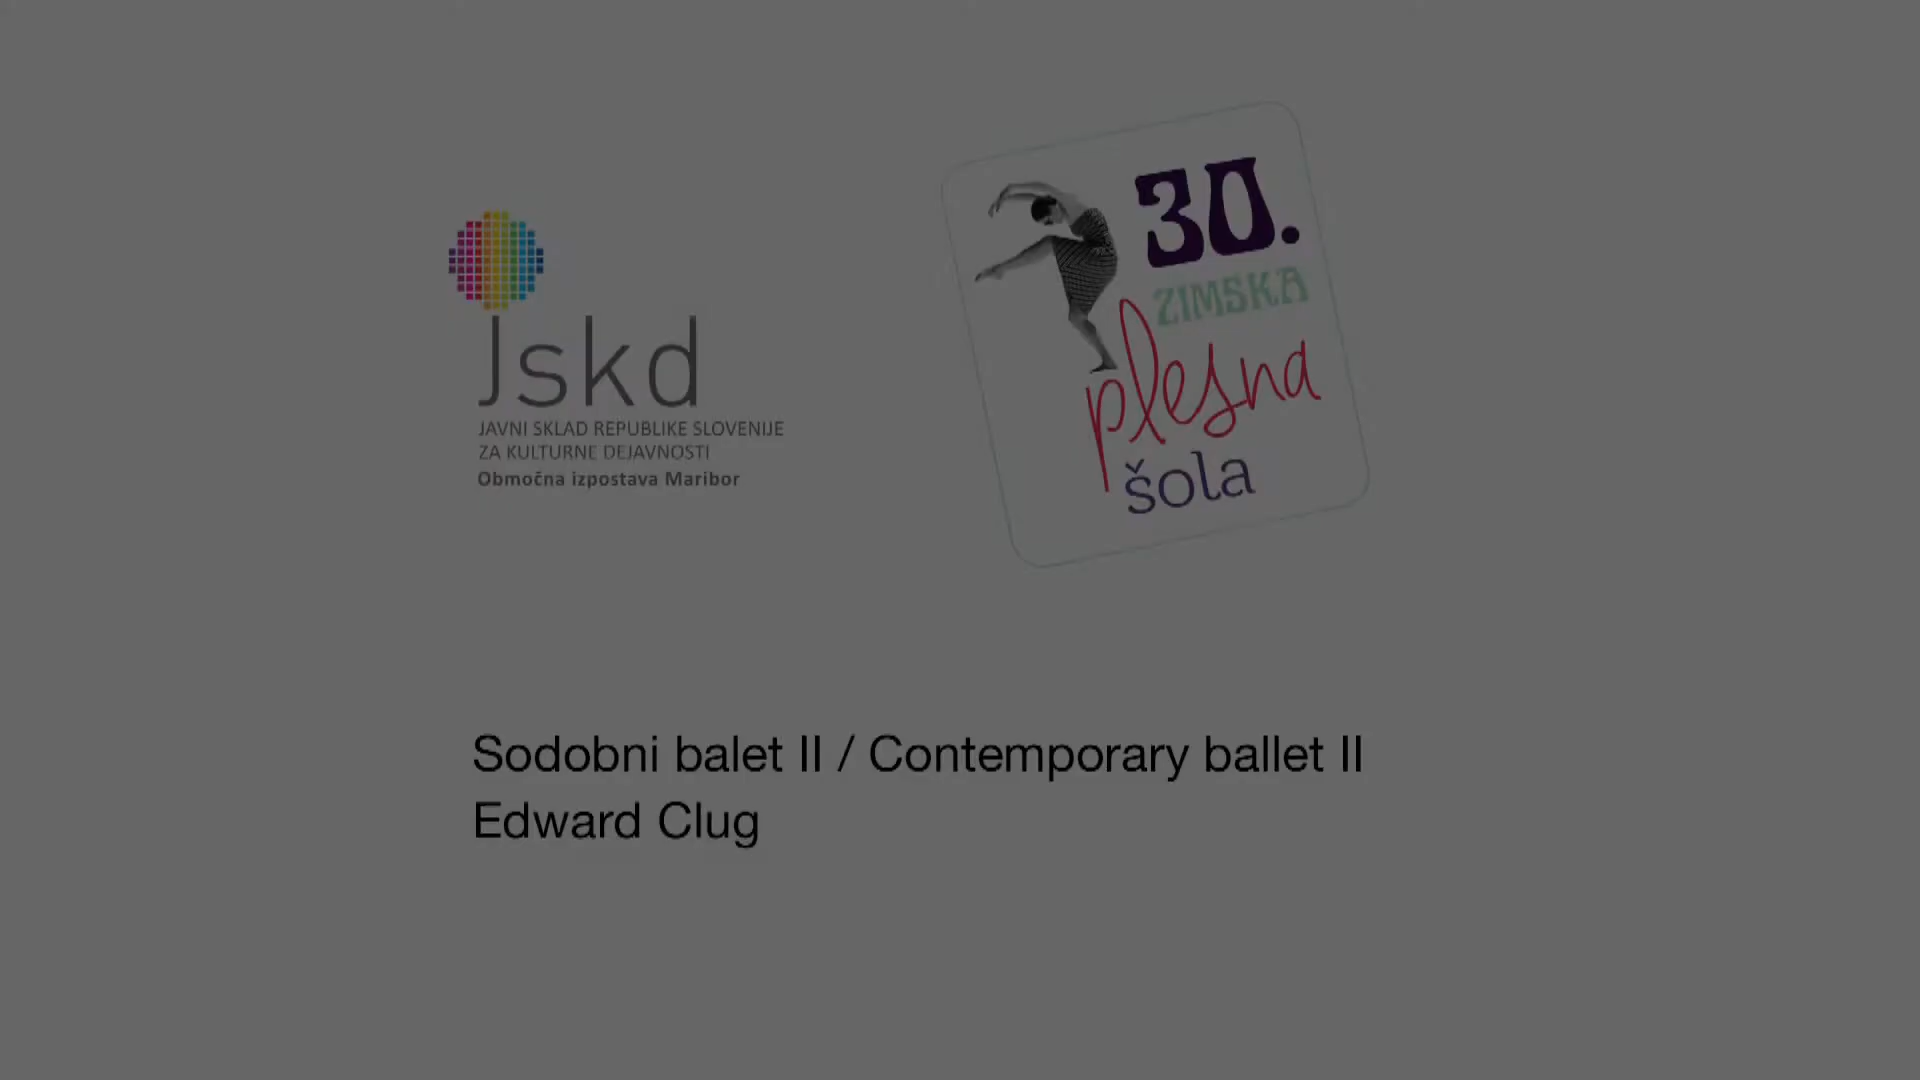 Jskd
JAVNI SKLAD REPUBLIKE SLOVENIJE
ZA KULTURNE DEJAVNOSTI
Območna izpostava Maribor
30.
ZIMSKA
plesna
šola
Sodobni balet II / Contemporary ballet II
Edward Clug